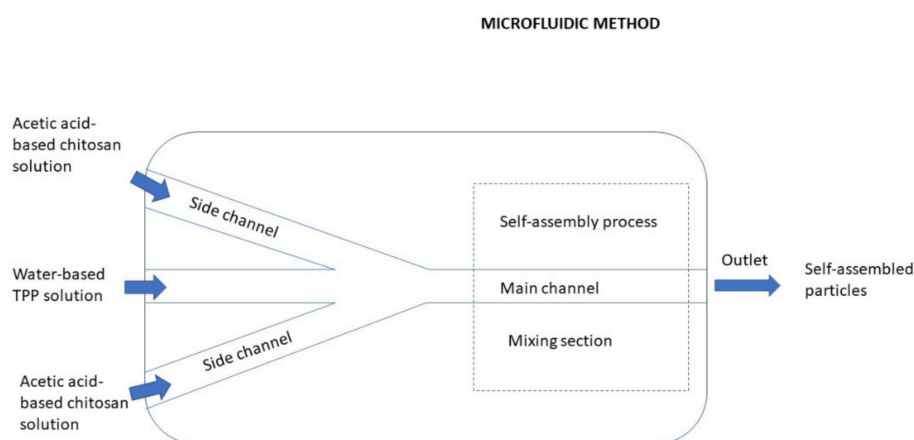 MICROFLUIDIC METHOD
Acetic acid-
based chitosan
solution
Side channel
Self-assembly process
Water-based
TPP solution
Main channel
Outlet
Self-assembled
particles
Side channel
Mixing section
Acetic acid-
based chitosan
solution